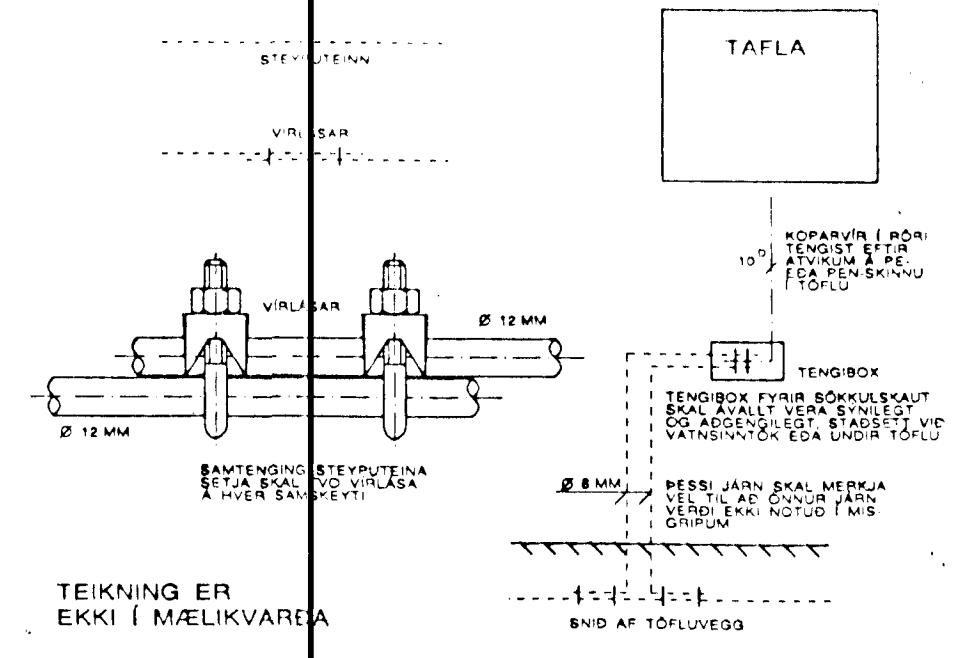 STEYPUTEINN
VÍRLÁSAR
VÍRLÁSAR
Ø 12 MM
Ø 12 MM
SAMTENGING STEYPUTEINA
SETJA SKAL TVO VÍRLÁSA
Á HVER SAMSKEYTI
TEIKNING ER
EKKI Í MÆLIKVARÐA
TAFLA
KOPARVÍR Í RÖRI
TENGIST EFTIR
ATVIKUM Á PE-
EÐA PEN-SKINNU
Í TÖFLU
10
TENGIBOX
TENGIBOX FYRIR SÖKKULSKAUT
SKAL ÁVALLT VERA SÝNILEGT
OG AÐGENGILEGT, STAÐSETT VIÐ
VATNSINNTÖK EÐA UNDIR TÖFLU
Ø 8 MM
ÞESSI JÁRN SKAL MERKJA
VEL TIL AÐ ÖNNUR JÁRN
VERÐI EKKI NOTUÐ Í MIS-
GRIPUM
SNIÐ AF TÖFLUVEGG